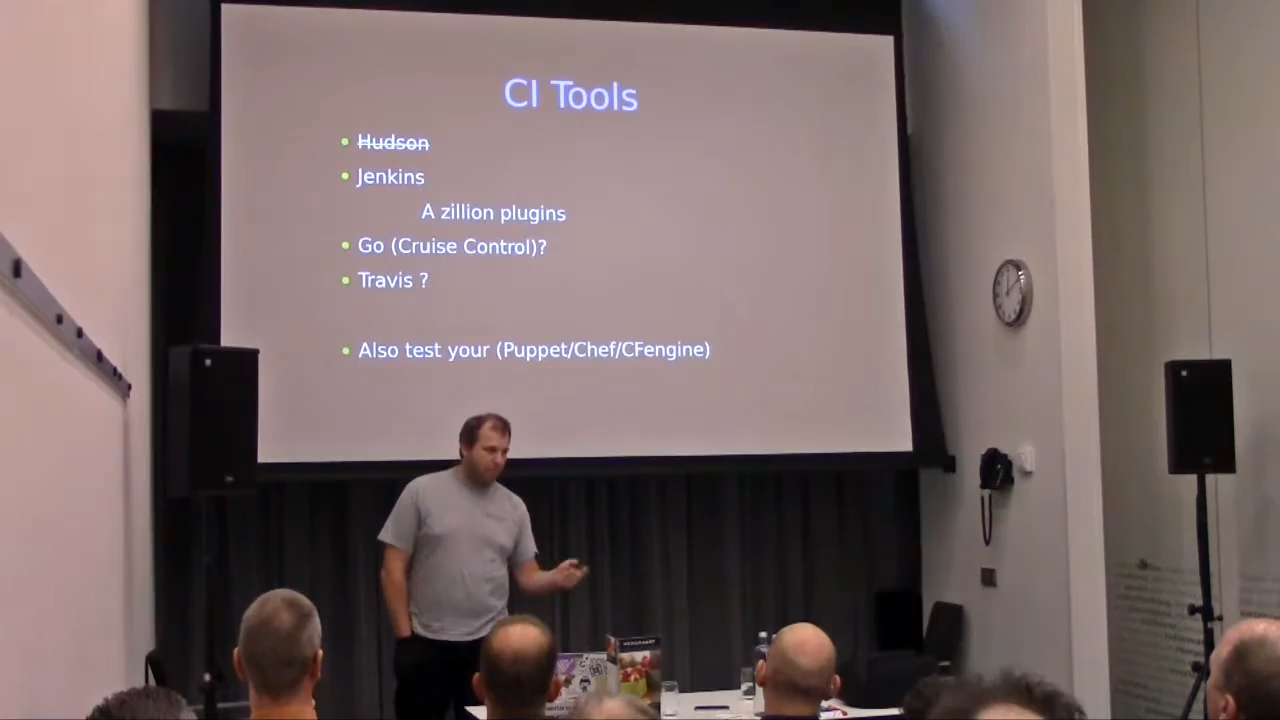 CI Tools
Hudson
Jenkins
A zillion plugins
Go (Cruise Control)?
Travis ?
Also test your (Puppet/Chef/CFengine)